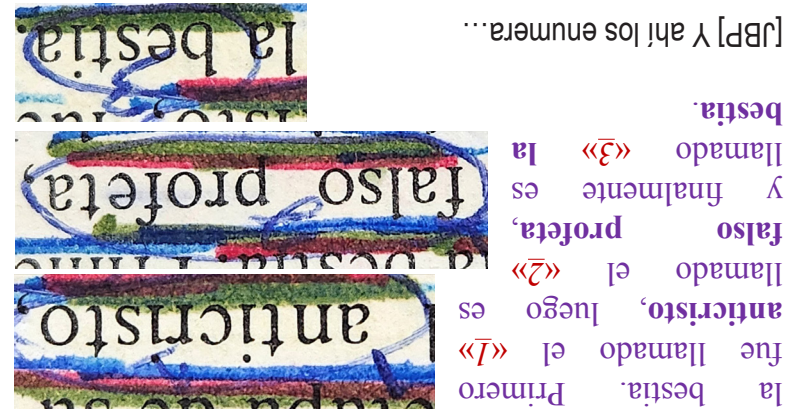 la bestia. Primero
fue llamado el «1»
anticristo, luego es
llamado el «2»
falso profeta,
y finalmente es
llamado «3» la
bestia.
[JBP] Y ahí los enumera…
anticristo
falso profeta,
la bestia.